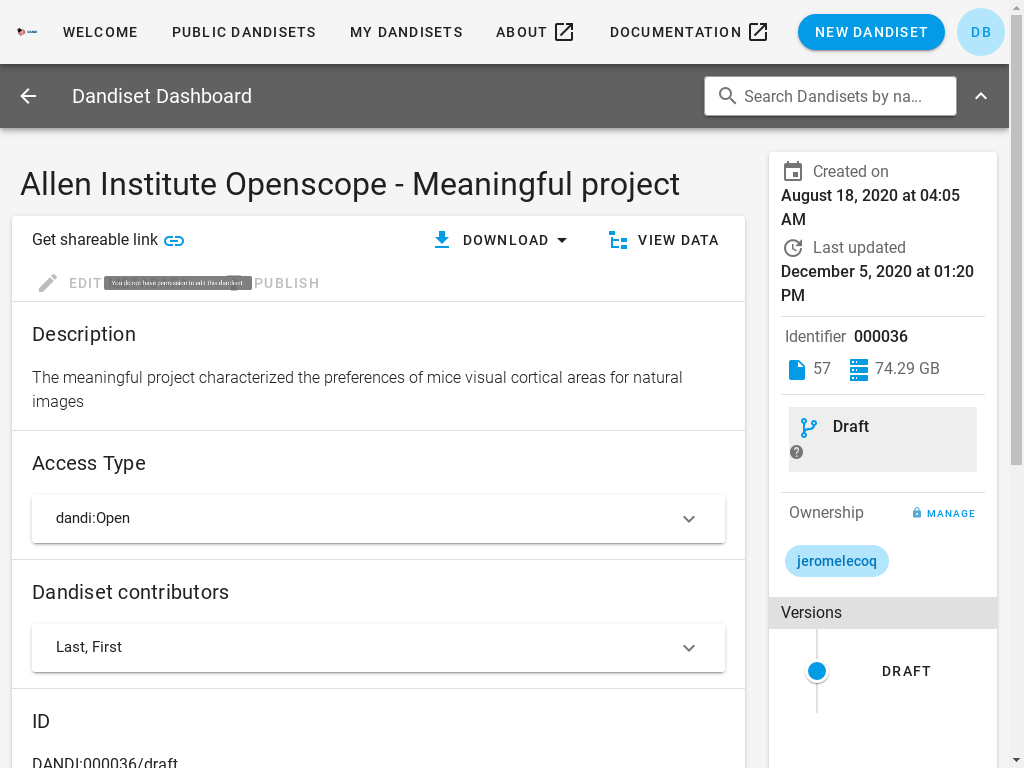 WELCOME
PUBLIC DANDISETS
MY DANDISETS
ABOUT
DOCUMENTATION
NEW DANDISET
DB
Dandiset Dashboard
Search Dandisets by na...
Allen Institute Openscope - Meaningful project
Get shareable link
DOWNLOAD
VIEW DATA
EDIT
You do not have permission to edit this dandiset.
PUBLISH
Description
The meaningful project characterized the preferences of mice visual cortical areas for natural
images
Access Type
dandi:Open
Dandiset contributors
Last, First
ID
DANDI:000036/draft
Created on
August 18, 2020 at 04:05
AM
Last updated
December 5, 2020 at 01:20
PM
Identifier 000036
57
74.29 GB
Draft
Ownership
MANAGE
jeromelecoq
Versions
DRAFT